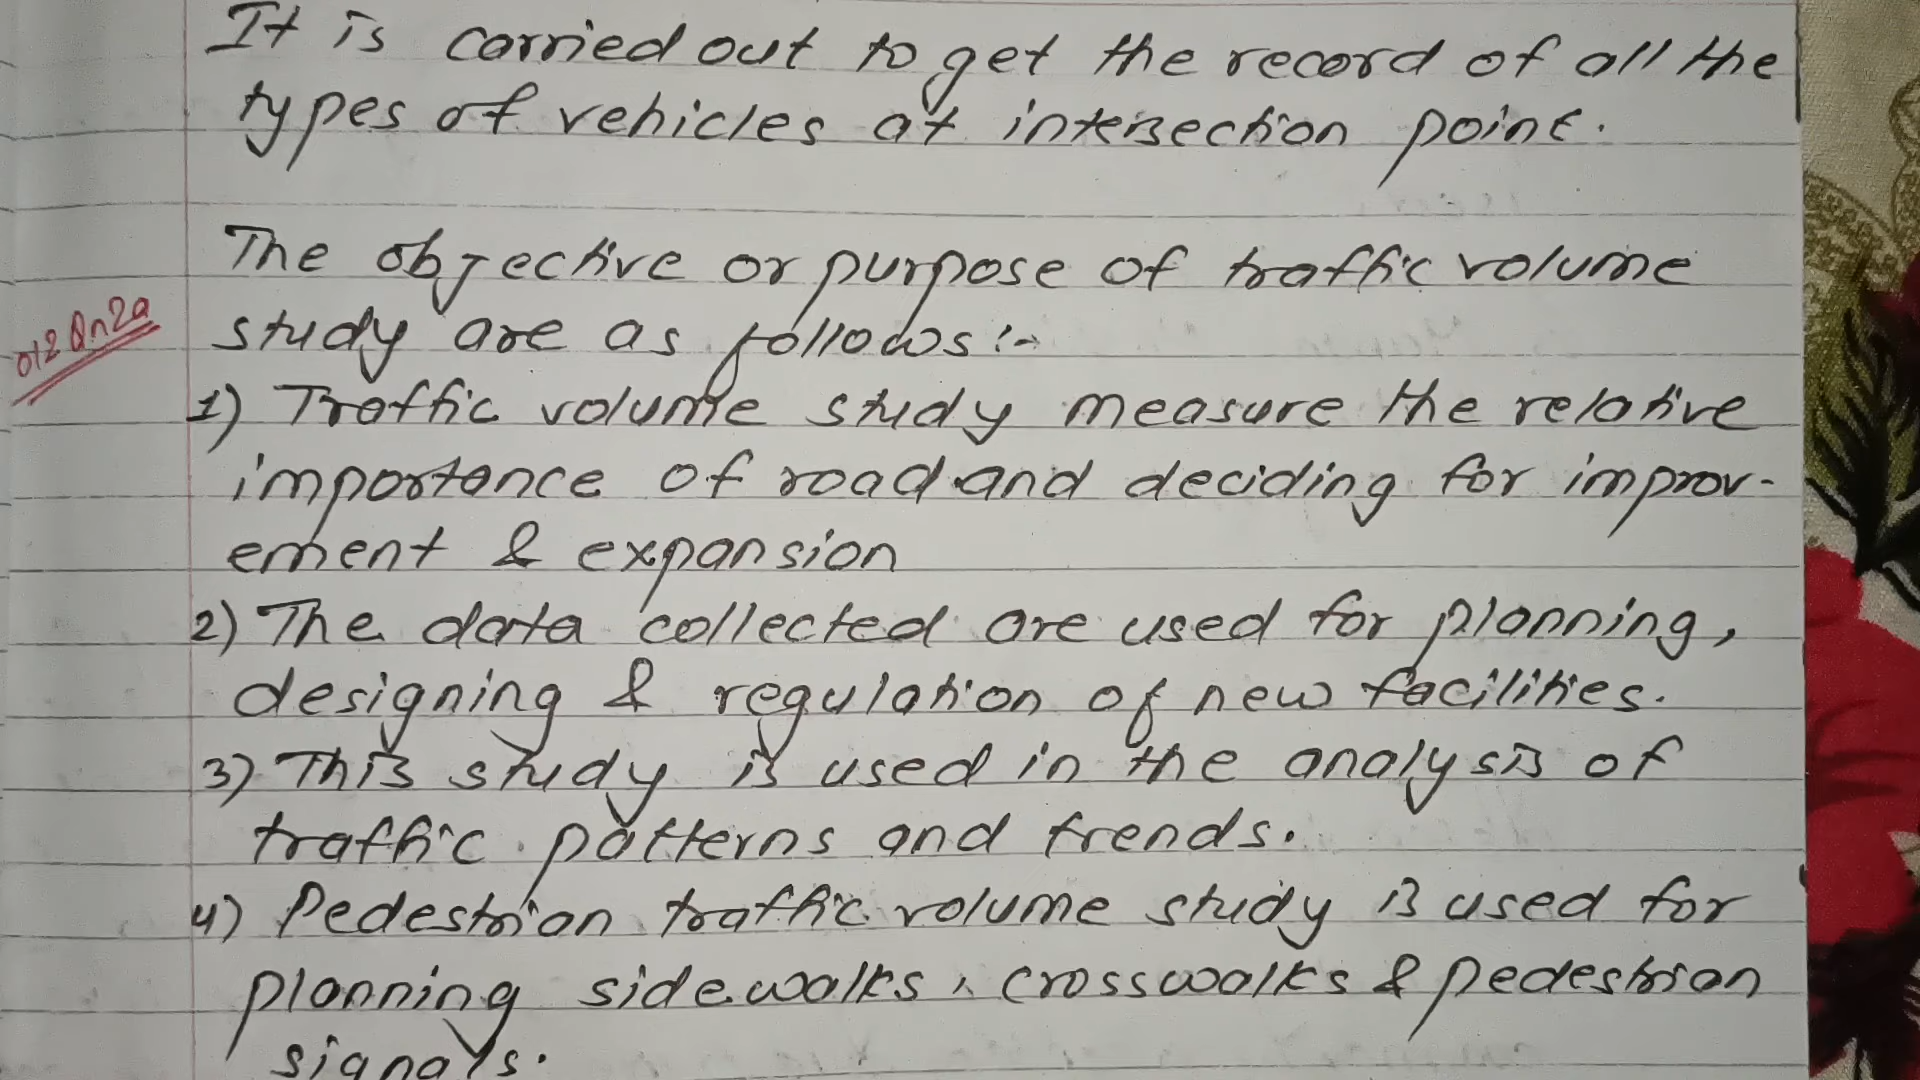 It is carried out to get the record of all the
types of vehicles at intersection point.
The objective or purpose of traffic volume
study are as follows:-
012 Qn2a
1) Traffic volume study measure the relative
importance of road and deciding for improv-
ement & expansion
2) The data collected are used for planning,
designing & regulation of new facilities.
3) This study is used in the analysis of
traffic patterns and trends.
4) Pedestrian traffic volume study is used for
planning sidewalks, crosswalks & pedestrian
signals.